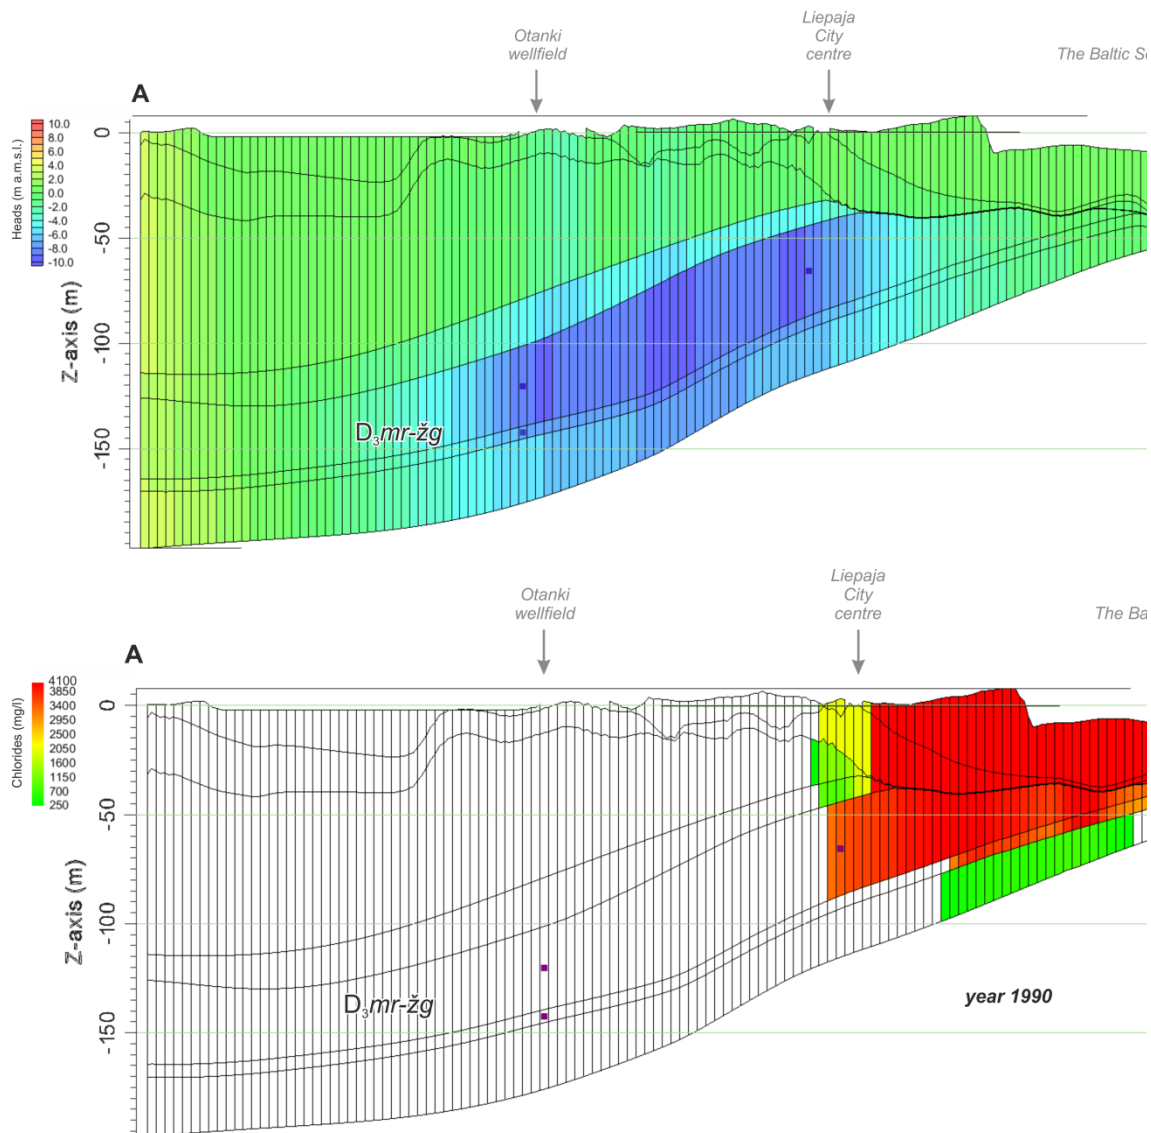 Otanki
wellfield
Liepaja
City
centre
The Baltic S
A
Heads (m a.m.s.l.)
10.0
8.0
6.0
4.0
2.0
0.0
-2.0
-4.0
-6.0
-8.0
-10.0
Z-axis (m)
0
-50
-100
-150
D3mr-žg
Otanki
wellfield
Liepaja
City
centre
The Ba
A
Chlorides (mg/l)
4100
3850
3400
2950
2500
2050
1600
1150
700
250
Z-axis (m)
0
-50
-100
-150
D3mr-žg
year 1990